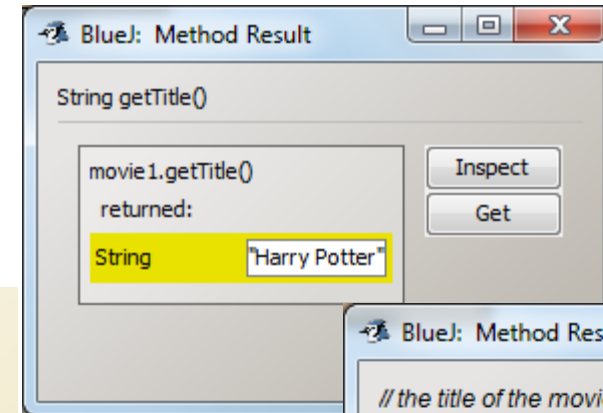 BlueJ: Method Result
String getTitle()
movie1.getTitle()
returned:
String "Harry Potter"
Inspect
Get
BlueJ: Method Res
// the title of the movie